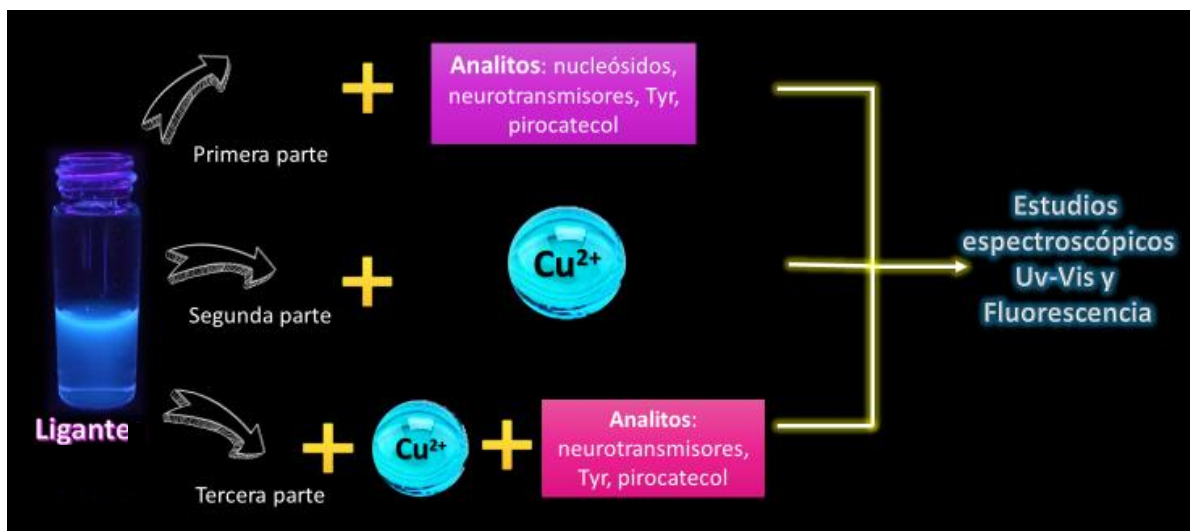 Analitos: nucleósidos,
neurotransmisores, Tyr,
pirocatecol
Primera parte
Cu²⁺
Segunda parte
Estudios
espectroscópicos
Uv-Vis y
Fluorescencia
Ligante
Cu²⁺
Analitos:
neurotransmisores,
Tyr, pirocatecol
Tercera parte